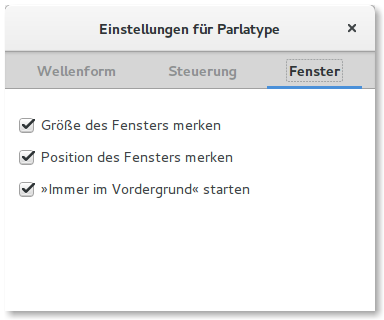 Einstellungen für Parlatype
Wellenform Steuerung Fenster
Größe des Fensters merken
Position des Fensters merken
»Immer im Vordergrund« starten